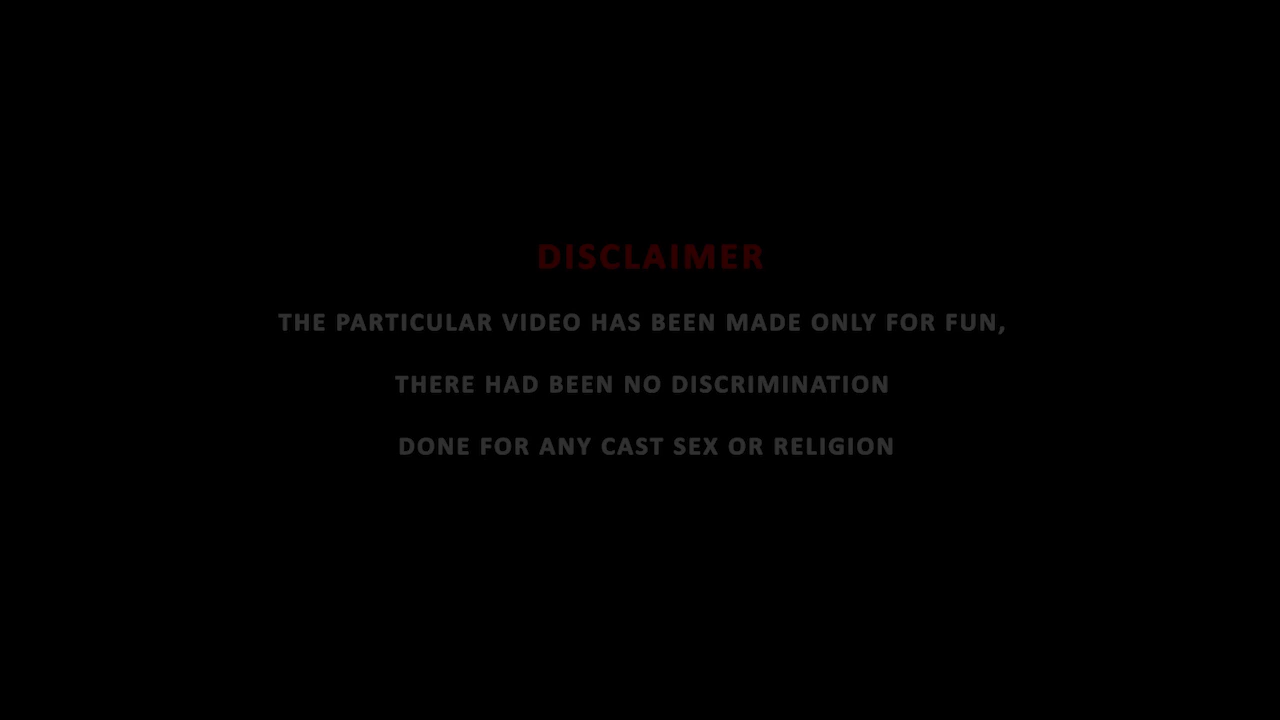 DISCLAIMER
THE PARTICULAR VIDEO HAS BEEN MADE ONLY FOR FUN,
THERE HAD BEEN NO DISCRIMINATION
DONE FOR ANY CAST SEX OR RELIGION